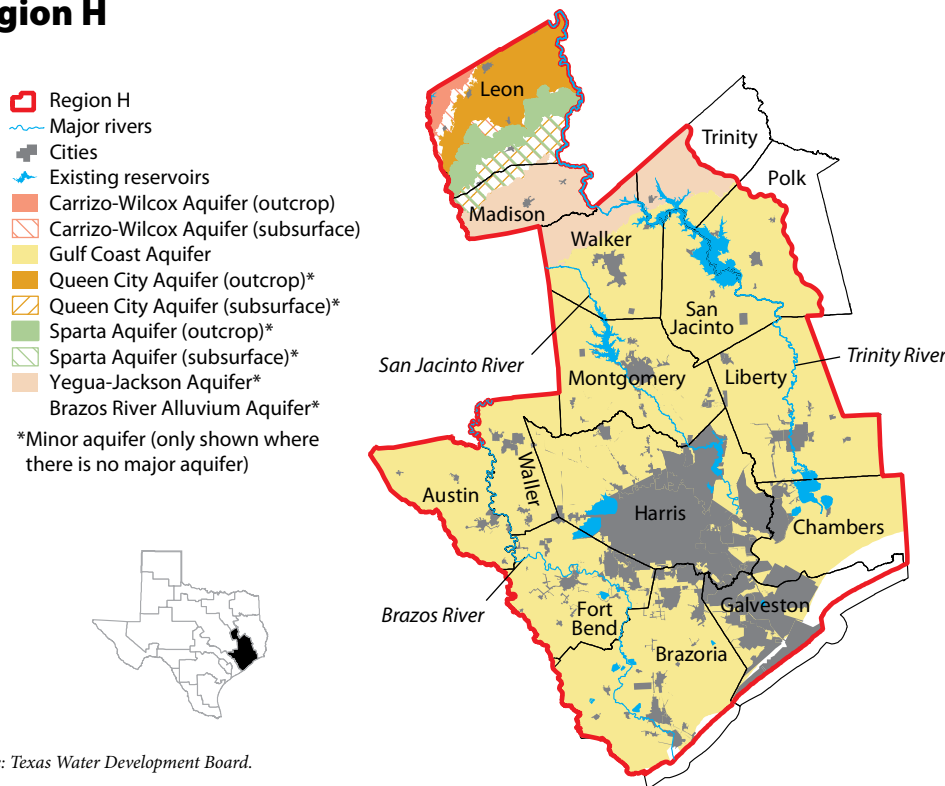 gion H
Region H
Major rivers
Cities
Existing reservoirs
Carrizo-Wilcox Aquifer (outcrop)
Carrizo-Wilcox Aquifer (subsurface)
Gulf Coast Aquifer
Queen City Aquifer (outcrop)*
Queen City Aquifer (subsurface)*
Sparta Aquifer (outcrop)*
Sparta Aquifer (subsurface)*
Yegua-Jackson Aquifer*
Brazos River Alluvium Aquifer*
*Minor aquifer (only shown where
there is no major aquifer)
Leon
Trinity
Polk
Madison
Walker
San
Jacinto
San Jacinto River
Trinity River
Montgomery
Liberty
Waller
Austin
Harris
Chambers
Brazos River
Fort
Bend
Galveston
Brazoria
: Texas Water Development Board.